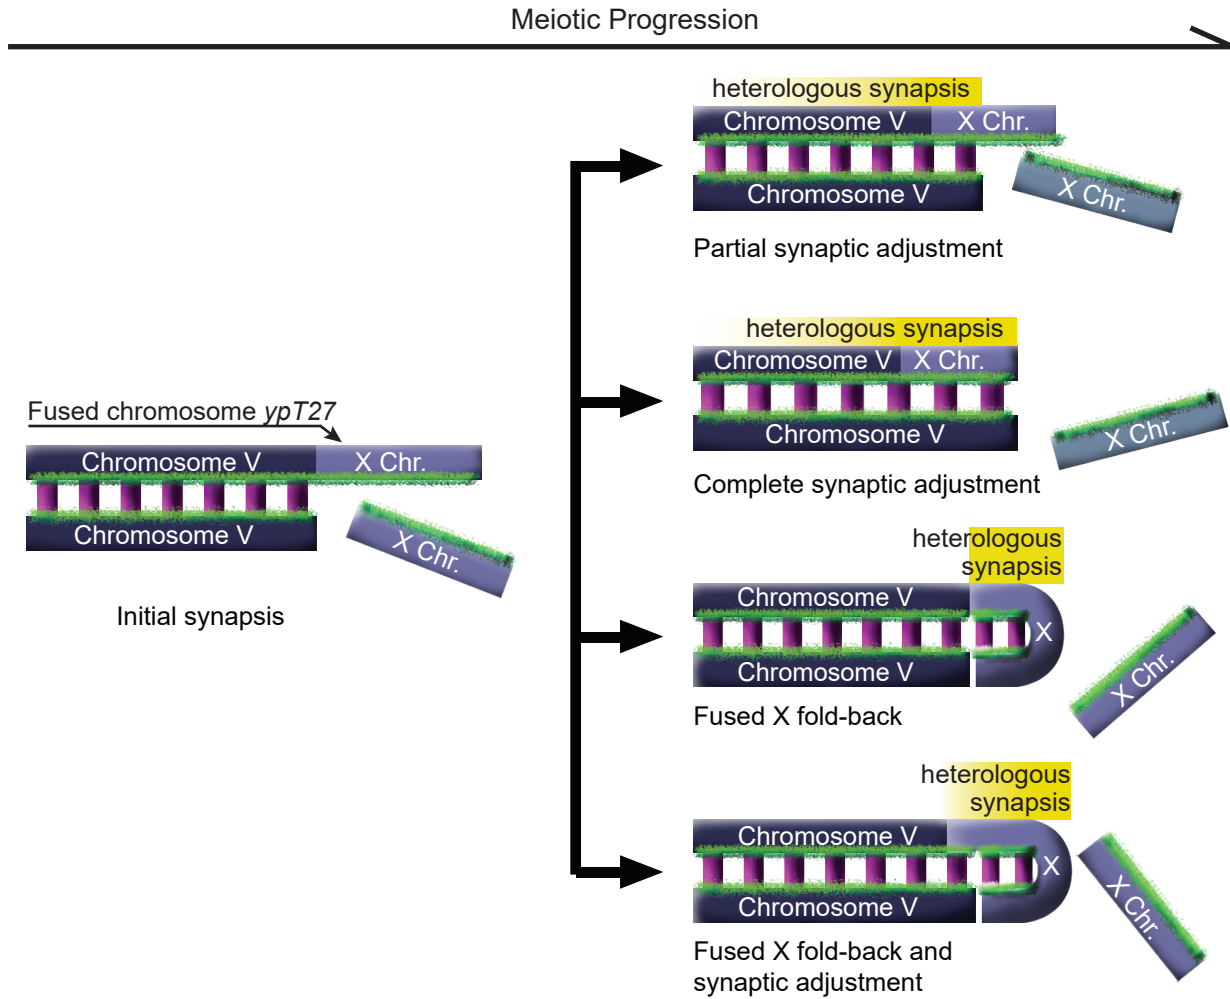 Meiotic Progression
heterologous synapsis
Chromosome V
X Chr.
Chromosome V
X Chr.
Partial synaptic adjustment
heterologous synapsis
Chromosome V
X Chr.
Chromosome V
X Chr.
Complete synaptic adjustment
Fused chromosome ypT27
Chromosome V
X Chr.
Chromosome V
X Chr.
Initial synapsis
heterologous
synapsis
Chromosome V
X
Chromosome V
X Chr.
Fused X fold-back
heterologous
synapsis
Chromosome V
X
Chromosome V
X Chr.
Fused X fold-back and
synaptic adjustment